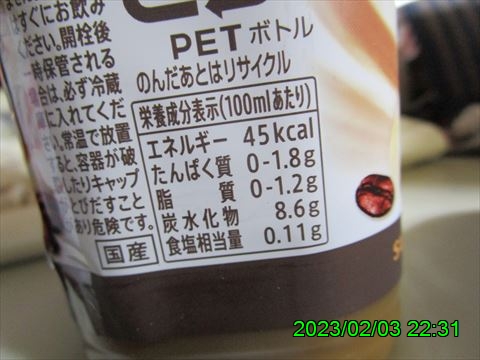 はすぐにお飲み
ください。開栓後
一時保管される
合は、必ず冷蔵
に入れてくだ
さい。常温で放置
すると、容器が破
したりキャップ
がとびだすこと
あり危険です。
国産
PETボトル
のんだあとはリサイクル
栄養成分表示(100mlあたり)
エネルギー 45kcal
たんぱく質 0-1.8g
脂質 0-1.2g
炭水化物 8.6g
食塩相当量 0.11g
2023/02/03 22:31